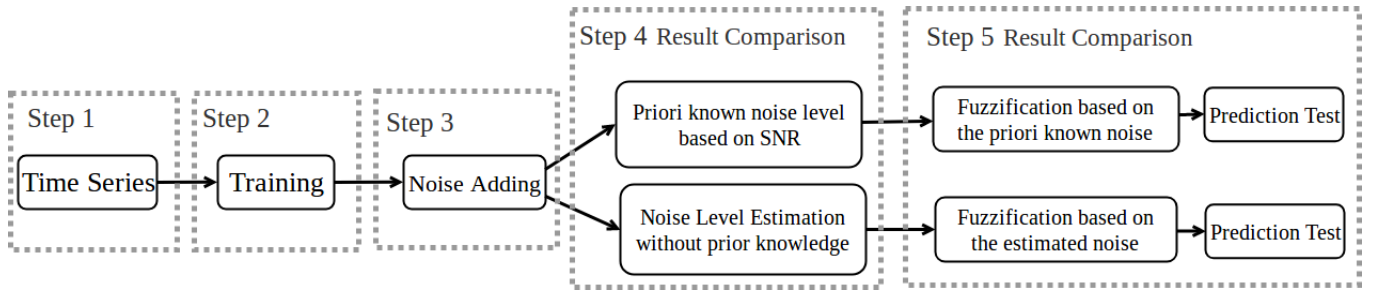 Step 1
Time Series
Step 2
Training
Step 3
Noise Adding
Step 4 Result Comparison
Priori known noise level
based on SNR
Noise Level Estimation
without prior knowledge
Step 5 Result Comparison
Fuzzification based on
the priori known noise
Prediction Test
Fuzzification based on
the estimated noise
Prediction Test